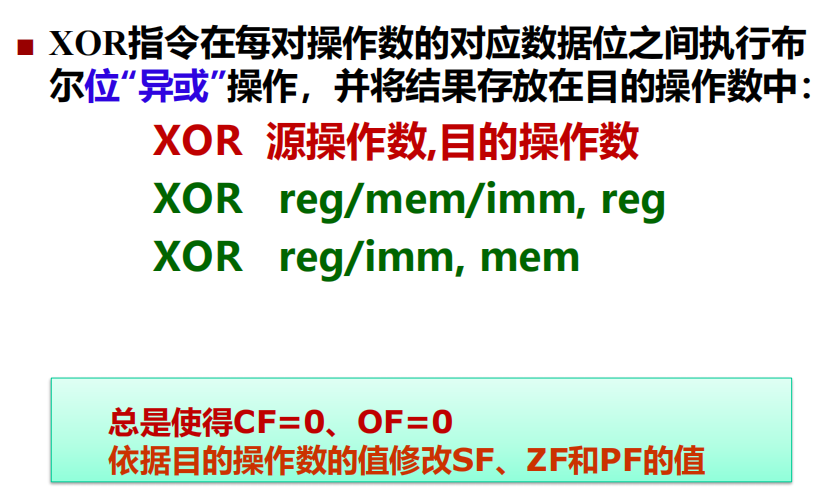 ■ XOR指令在每对操作数的对应数据位之间执行布
尔位“异或”操作，并将结果存放在目的操作数中：
XOR 源操作数,目的操作数
XOR reg/mem/imm, reg
XOR reg/imm, mem
总是使得CF=0、OF=0
依据目的操作数的值修改SF、ZF和PF的值